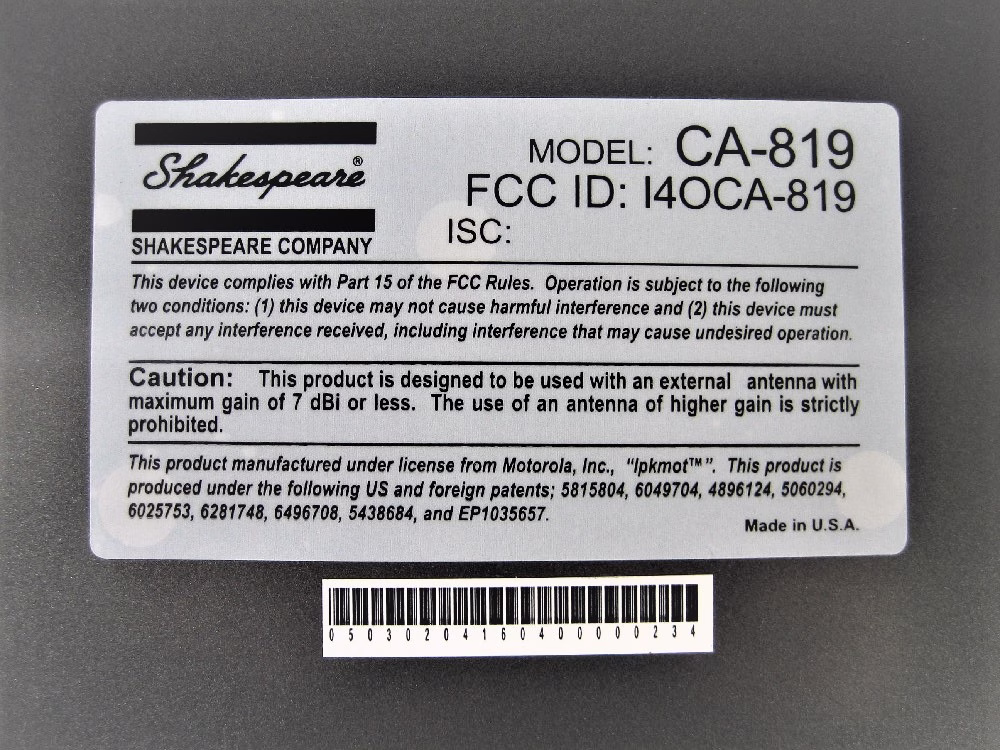 Shakespeare®
SHAKESPEARE COMPANY
MODEL: CA-819
FCC ID: I4OCA-819
ISC:
This device complies with Part 15 of the FCC Rules. Operation is subject to the following
two conditions: (1) this device may not cause harmful interference and (2) this device must
accept any interference received, including interference that may cause undesired operation.
Caution: This product is designed to be used with an external antenna with
maximum gain of 7 dBi or less. The use of an antenna of higher gain is strictly
prohibited.
This product manufactured under license from Motorola, Inc., "Ipkmot™". This product is
produced under the following US and foreign patents; 5815804, 6049704, 4896124, 5060294,
6025753, 6281748, 6496708, 5438684, and EP1035657.
Made in U.S.A.
05030204160400000234